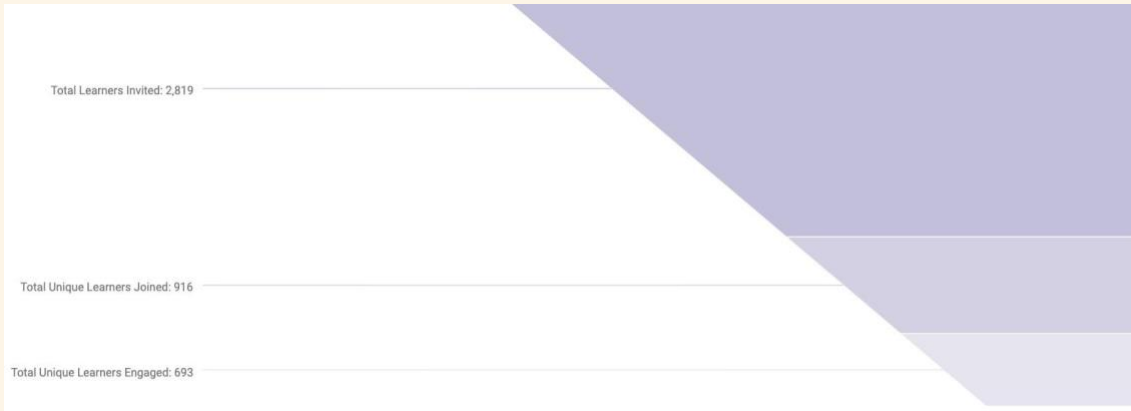 Total Learners Invited: 2,819
Total Unique Learners Joined: 916
Total Unique Learners Engaged: 693